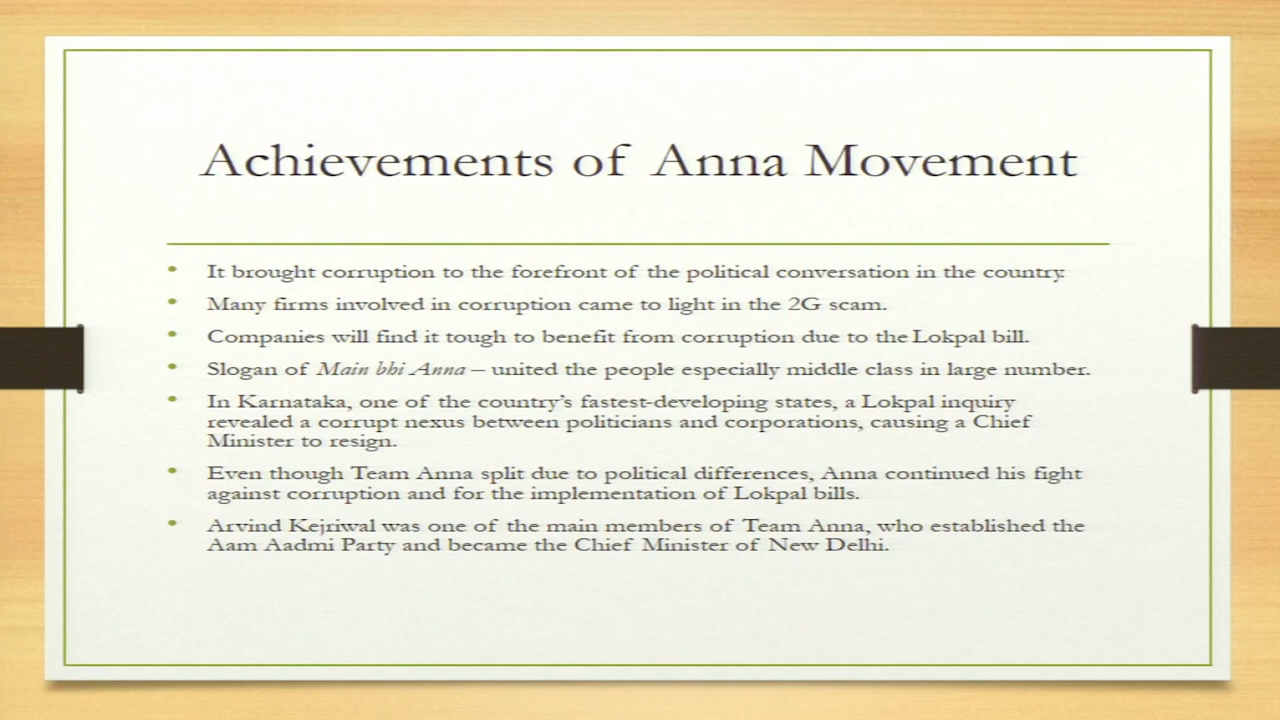 Achievements of Anna Movement
• It brought corruption to the forefront of the political conversation in the country.
• Many firms involved in corruption came to light in the 2G scam.
• Companies will find it tough to benefit from corruption due to the Lokpal bill.
• Slogan of Main bhi Anna – united the people especially middle class in large number.
• In Karnataka, one of the country's fastest-developing states, a Lokpal inquiry
revealed a corrupt nexus between politicians and corporations, causing a Chief
Minister to resign.
• Even though Team Anna split due to political differences, Anna continued his fight
against corruption and for the implementation of Lokpal bills.
• Arvind Kejriwal was one of the main members of Team Anna, who established the
Aam Aadmi Party and became the Chief Minister of New Delhi.